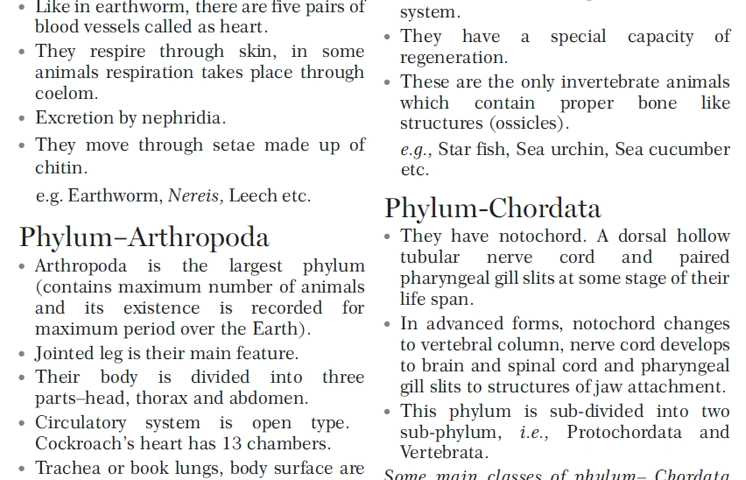 Like in earthworm, there are five pairs of
blood vessels called as heart.
They respire through skin, in some
animals respiration takes place through
coelom.
Excretion by nephridia.
They move through setae made up of
chitin.
e.g. Earthworm, Nereis, Leech etc.
Phylum–Arthropoda
Arthropoda is the largest phylum
(contains maximum number of animals
and its existence is recorded for
maximum period over the Earth).
Jointed leg is their main feature.
Their body is divided into three
parts–head, thorax and abdomen.
Circulatory system is open type.
Cockroach's heart has 13 chambers.
Trachea or book lungs, body surface are
system.
They have a special capacity of
regeneration.
These are the only invertebrate animals
which contain proper bone like
structures (ossicles).
e.g., Star fish, Sea urchin, Sea cucumber
etc.
Phylum-Chordata
They have notochord. A dorsal hollow
tubular nerve cord and paired
pharyngeal gill slits at some stage of their
life span.
In advanced forms, notochord changes
to vertebral column, nerve cord develops
to brain and spinal cord and pharyngeal
gill slits to structures of jaw attachment.
This phylum is sub-divided into two
sub-phylum, i.e., Protochordata and
Vertebrata.
Some main classes of phylum– Chordata